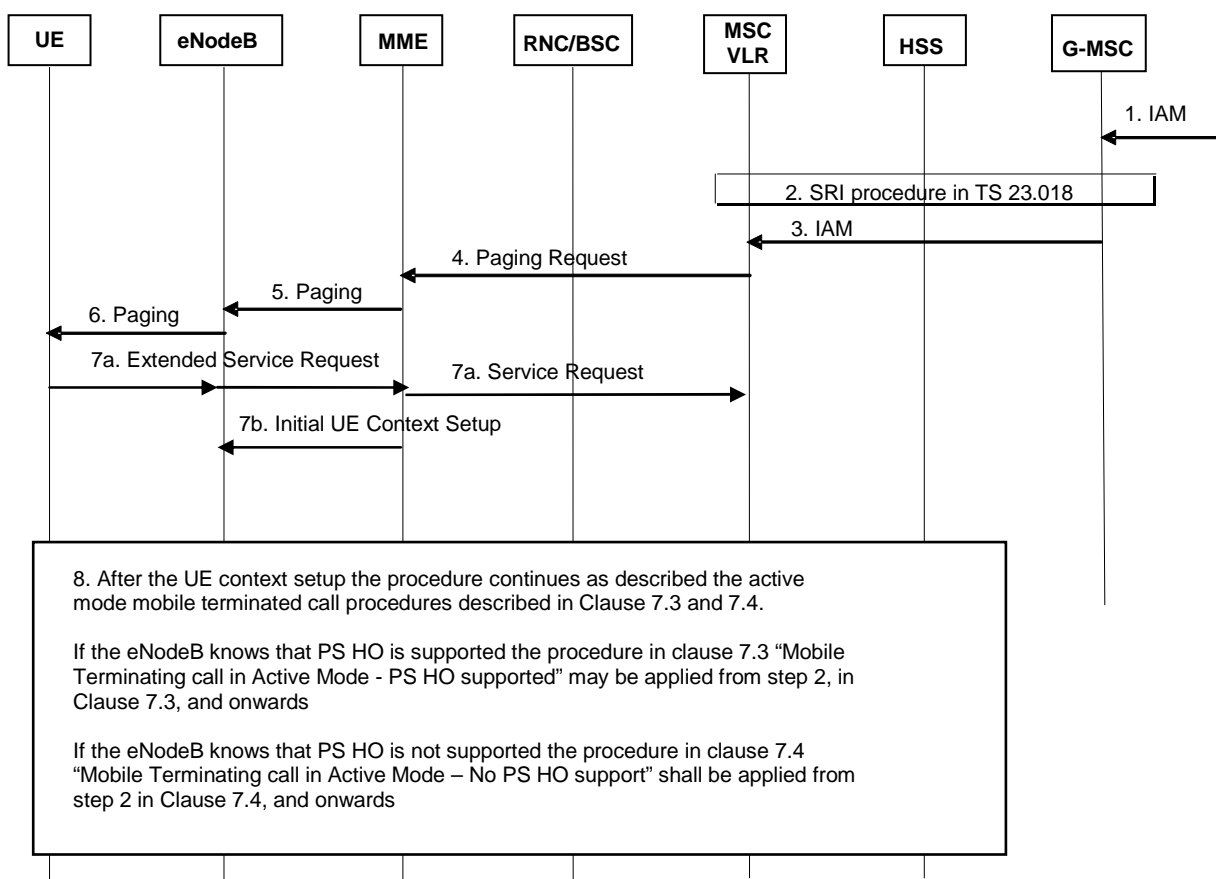 UE
eNodeB
MME
RNC/BSC
MSC
VLR
HSS
G-MSC
1. IAM
2. SRI procedure in TS 23.018
3. IAM
4. Paging Request
5. Paging
6. Paging
7a. Extended Service Request
7a. Service Request
7b. Initial UE Context Setup
8. After the UE context setup the procedure continues as described the active
mode mobile terminated call procedures described in Clause 7.3 and 7.4.
If the eNodeB knows that PS HO is supported the procedure in clause 7.3 “Mobile
Terminating call in Active Mode - PS HO supported” may be applied from step 2, in
Clause 7.3, and onwards
If the eNodeB knows that PS HO is not supported the procedure in clause 7.4
“Mobile Terminating call in Active Mode – No PS HO support” shall be applied from
step 2 in Clause 7.4, and onwards